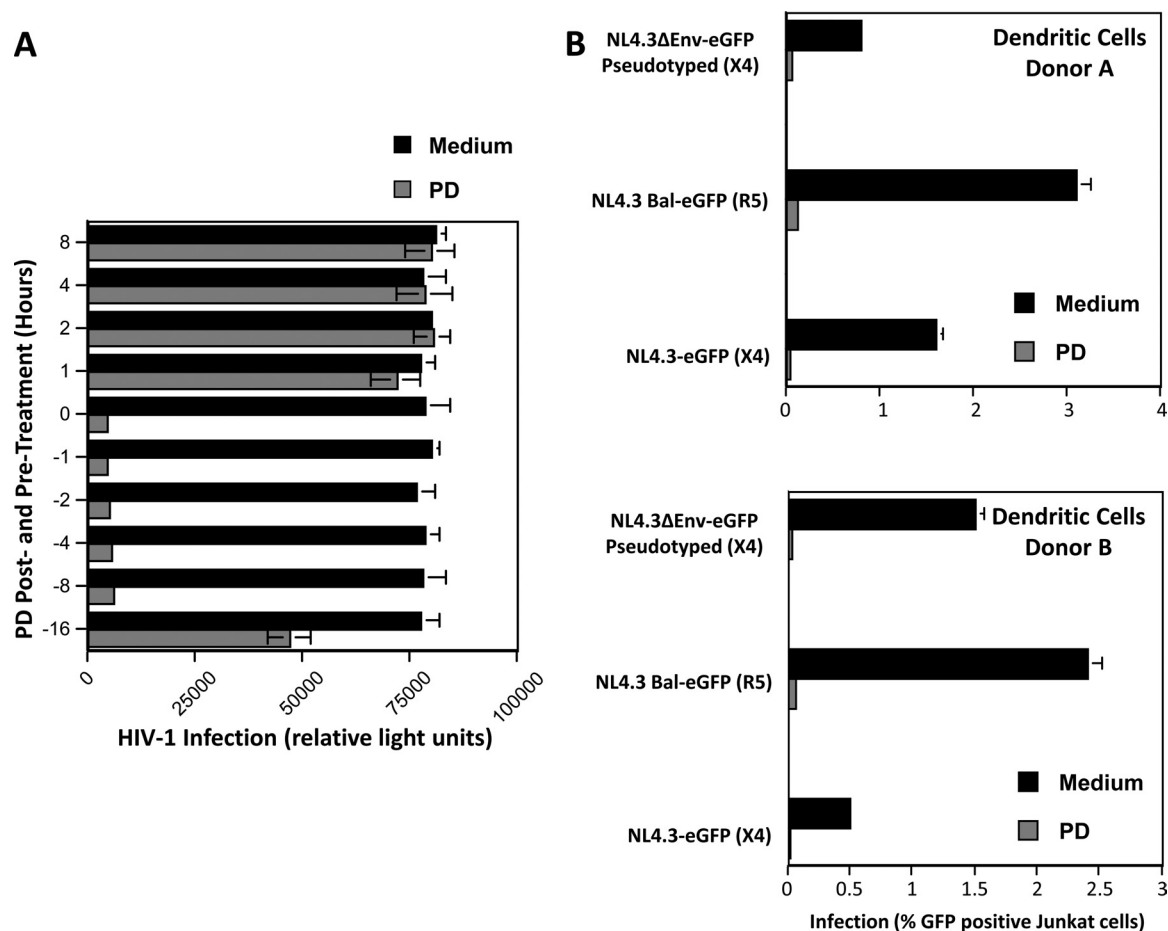 A
Medium
PD
PD Post- and Pre-Treatment (Hours)
8
4
2
1
0
-1
-2
-4
-8
-16
0
25000
50000
75000
100000
HIV-1 Infection (relative light units)
B
NL4.3ΔEnv-eGFP
Pseudotyped (X4)
NL4.3 Bal-eGFP (R5)
NL4.3-eGFP (X4)
Dendritic Cells
Donor A
Medium
PD
0
1
2
3
4
NL4.3ΔEnv-eGFP
Pseudotyped (X4)
NL4.3 Bal-eGFP (R5)
NL4.3-eGFP (X4)
Dendritic Cells
Donor B
Medium
PD
0
0.5
1
1.5
2
2.5
3
Infection (% GFP positive Junkat cells)